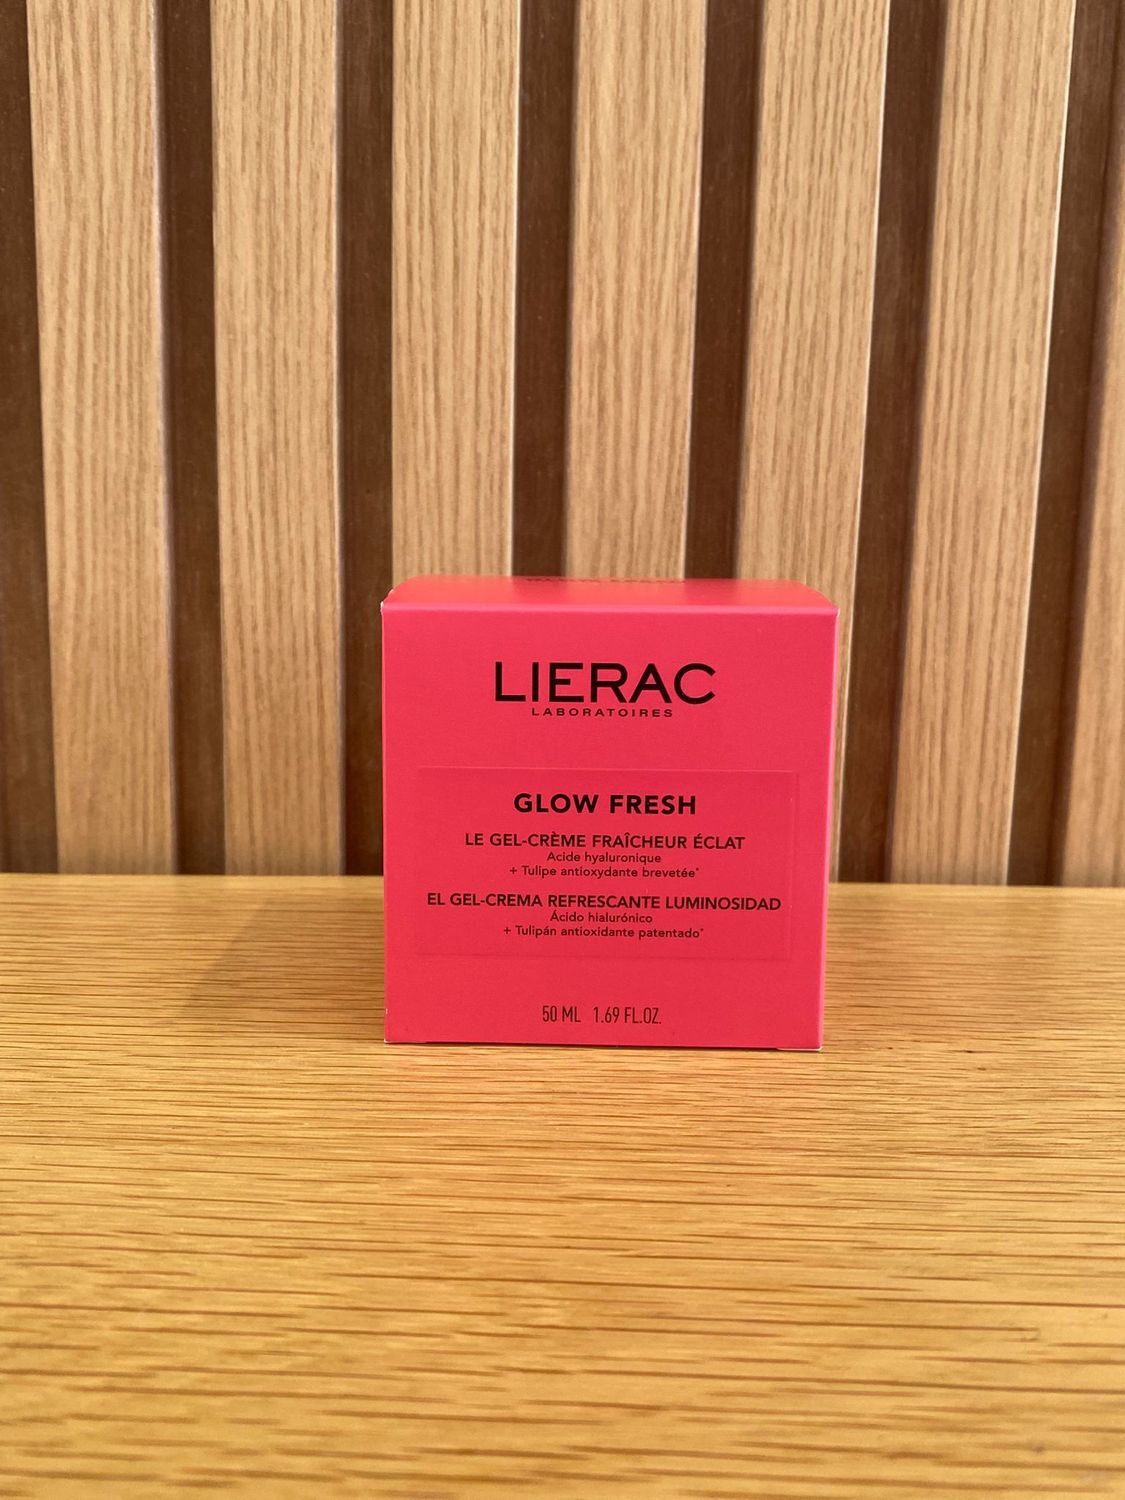 LIERAC
LABORATOIRES
GLOW FRESH
LE GEL-CRÈME FRAÎCHEUR ÉCLAT
Acide hyaluronique
+ Tulipe antioxydante brevetée*
EL GEL-CREMA REFRESCANTE LUMINOSIDAD
Ácido hialurónico
+ Tulipán antioxidante patentado*
50 ML 1.69 FL.OZ.